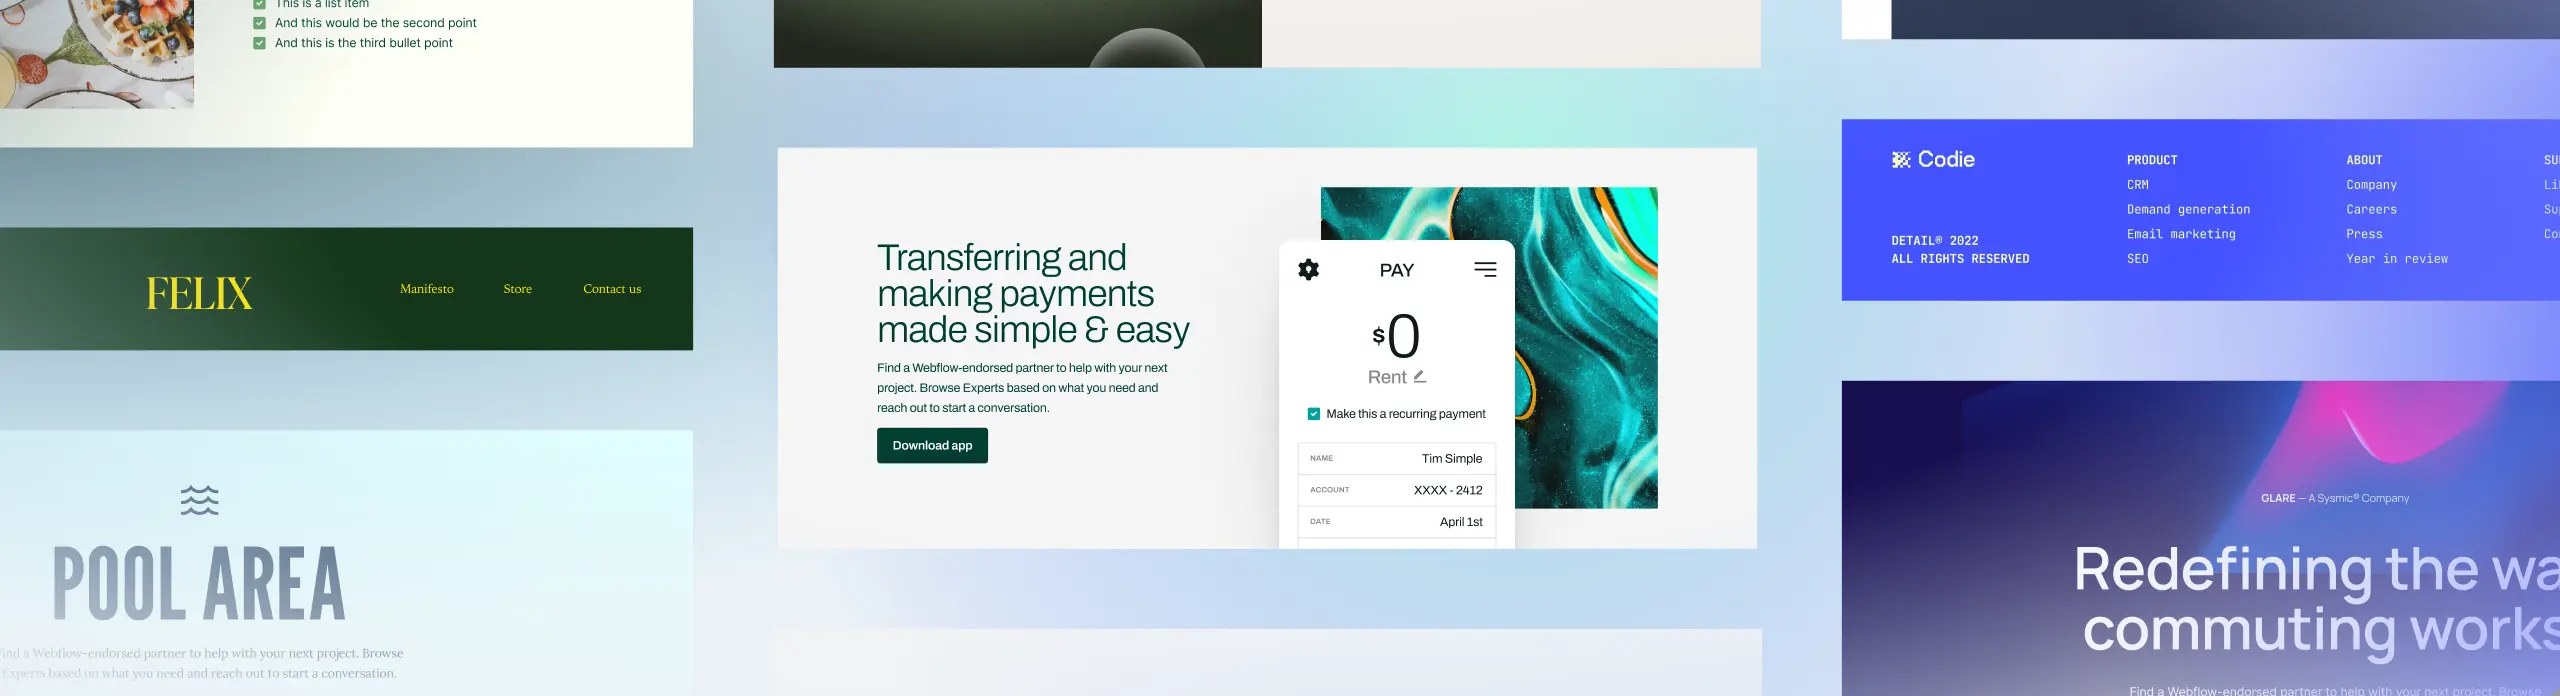 This is a list item
And this would be the second point
And this is the third bullet point
FELIX
Manifesto
Store
Contact us
POOL AREA
Find a Webflow-endorsed partner to help with your next project. Browse
Experts based on what you need and reach out to start a conversation.
Transferring and
making payments
made simple & easy
Find a Webflow-endorsed partner to help with your next
project. Browse Experts based on what you need and
reach out to start a conversation.
Download app
PAY
$0
Rent
Make this a recurring payment
NAME Tim Simple
ACCOUNT XXXX - 2412
DATE April 1st
Codie
DETAIL® 2022
ALL RIGHTS RESERVED
PRODUCT
CRM
Demand generation
Email marketing
SEO
ABOUT
Company
Careers
Press
Year in review
GLARE — A Sysmic® Company
Redefining the
commuting works
Find a Webflow-endorsed partner to help with your next project. Browse